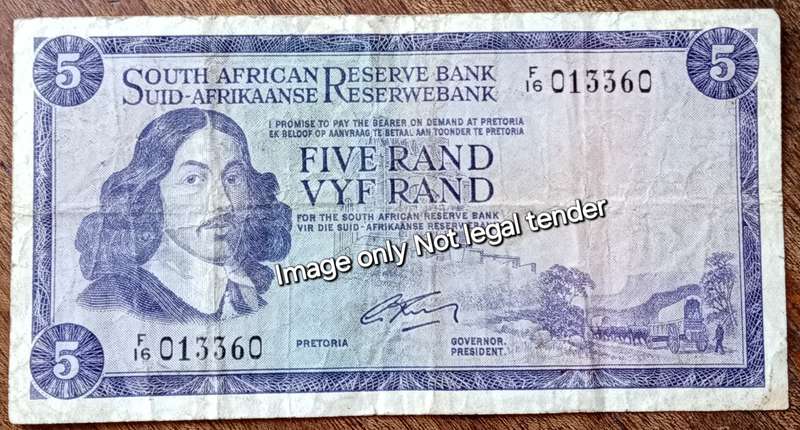 5
5
SOUTH AFRICAN RESERVE BANK
SUID-AFRIKAANSE RESERWEBANK
F/16 013360
I PROMISE TO PAY THE BEARER ON DEMAND AT PRETORIA
EK BELOOF OP AANVRAAG TE BETAAL AAN TOONDER TE PRETORIA
FIVE RAND
VYF RAND
FOR THE SOUTH AFRICAN RESERVE BANK
VIR DIE SUID-AFRIKAANSE
Image only Not legal tender
5
F/16 013360
PRETORIA
GOVERNOR.
PRESIDENT.